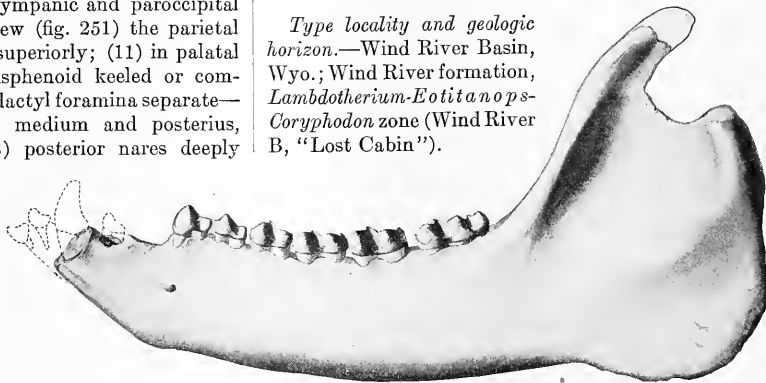 ympanic and paroccipital
ew (fig. 251) the parietal
superiorly; (11) in palatal
sphenoid keeled or com-
dactyl foramina separate—
medium and posterius,
) posterior nares deeply
Type locality and geologic
horizon.—Wind River Basin,
Wyo.; Wind River formation,
Lambdotherium-Eotitanops-
Coryphodon zone (Wind River
B, “Lost Cabin”).